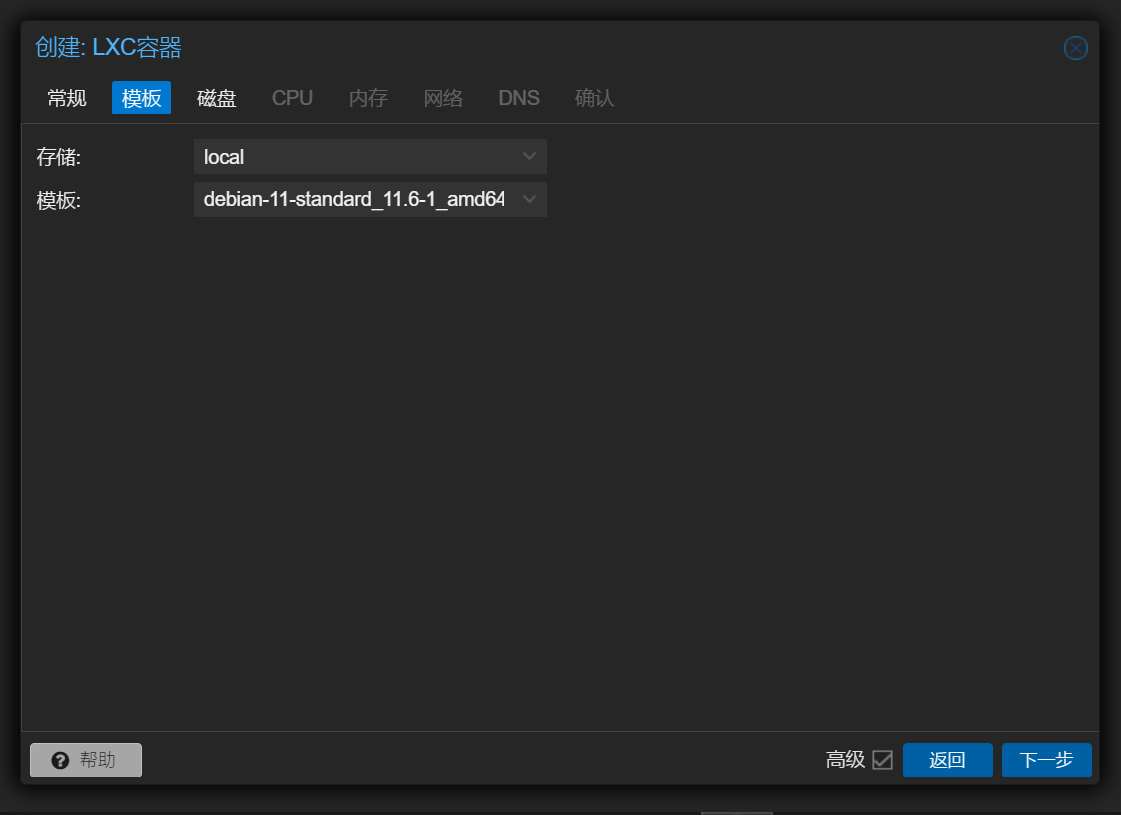 创建: LXC容器
常规 模板 磁盘 CPU 内存 网络 DNS 确认
存储: local
模板: debian-11-standard_11.6-1_amd64
帮助 高级 返回 下一步